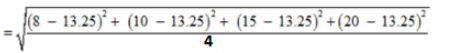 = √((8 − 13.25)² + (10 − 13.25)² + (15 − 13.25)² + (20 − 13.25)²
4